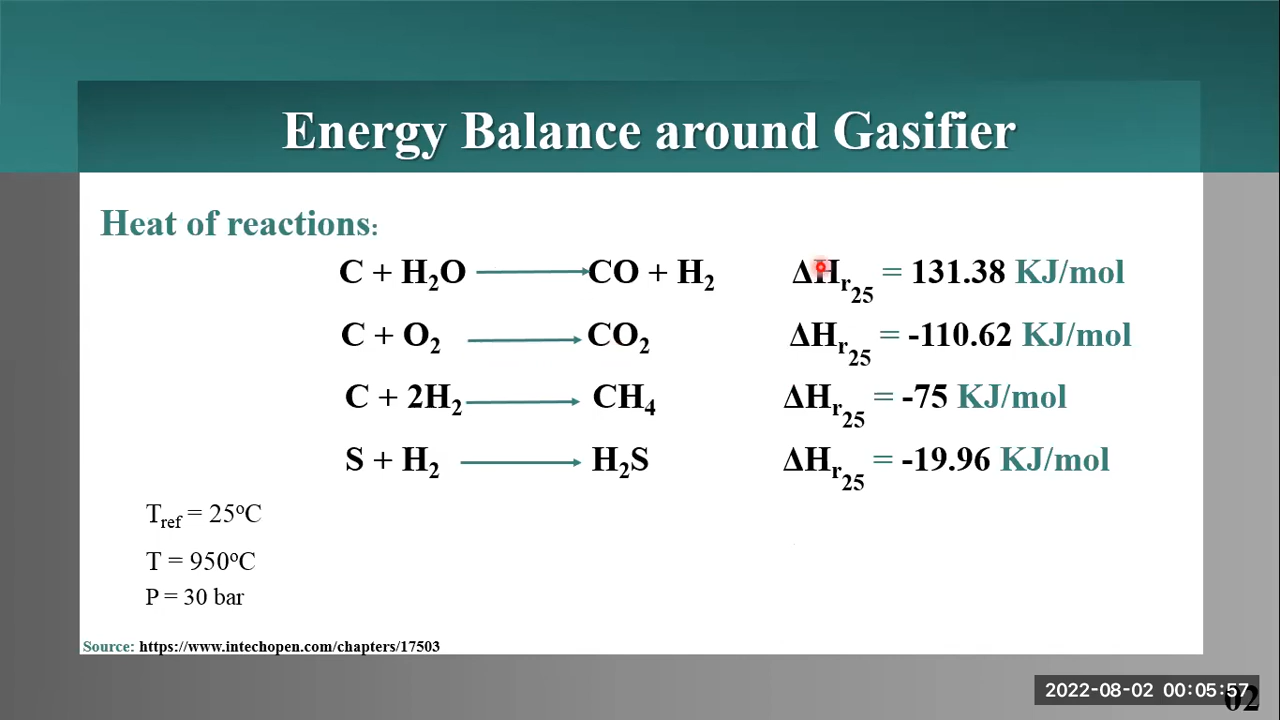 Energy Balance around Gasifier
Heat of reactions:
C + H₂O ⟶ CO + H₂ ΔHr₂₅ = 131.38 KJ/mol
C + O₂ ⟶ CO₂ ΔHr₂₅ = -110.62 KJ/mol
C + 2H₂ ⟶ CH₄ ΔHr₂₅ = -75 KJ/mol
S + H₂ ⟶ H₂S ΔHr₂₅ = -19.96 KJ/mol
Tref = 25°C
T = 950°C
P = 30 bar
Source: https://www.intechopen.com/chapters/17503
2022-08-02 00:05:57
02